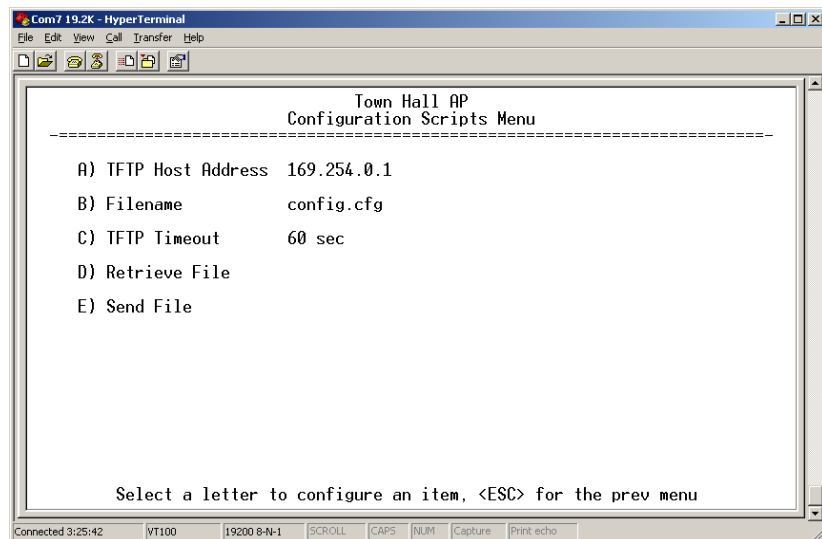 Com7 19.2K - HyperTerminal
File Edit View Call Transfer Help
Town Hall AP
Configuration Scripts Menu
-==========================================================================-
A) TFTP Host Address 169.254.0.1
B) Filename config.cfg
C) TFTP Timeout 60 sec
D) Retrieve File
E) Send File
Select a letter to configure an item, <ESC> for the prev menu
Connected 3:25:42 VT100 19200 8-N-1 SCROLL CAPS NUM Capture Print echo